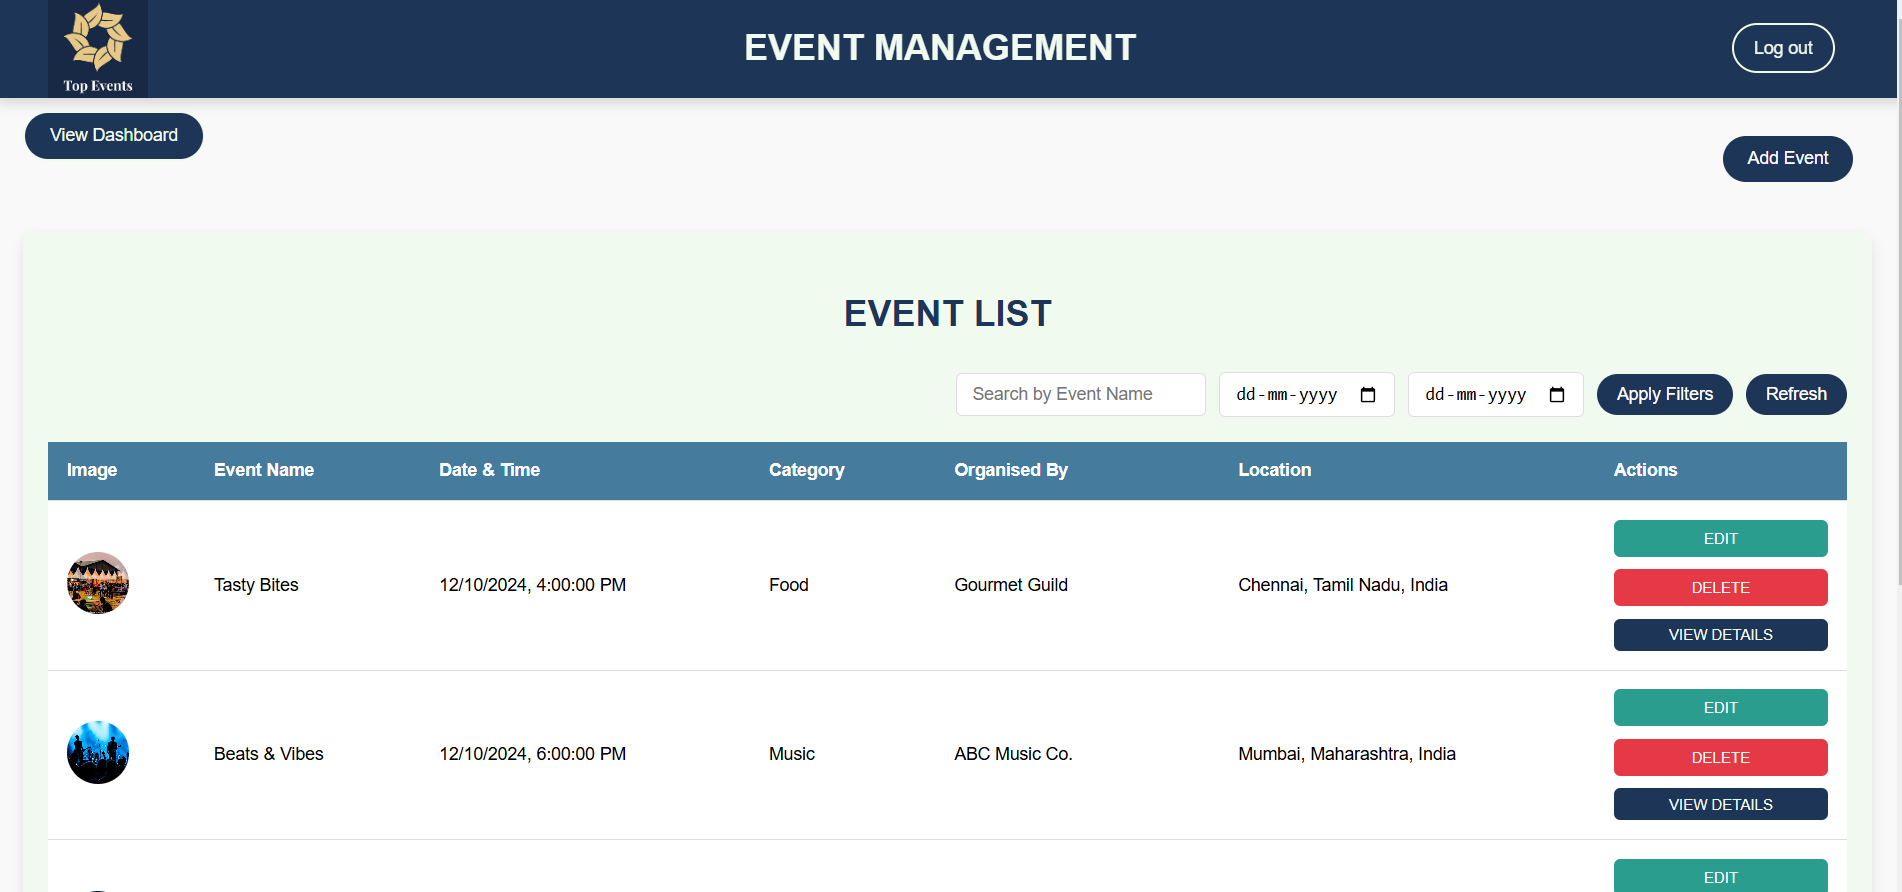 Top Events
EVENT MANAGEMENT
Log out
View Dashboard
Add Event
EVENT LIST
Search by Event Name dd-mm-yyyy dd-mm-yyyy Apply Filters Refresh
Image Event Name Date & Time Category Organised By Location Actions
Tasty Bites 12/10/2024, 4:00:00 PM Food Gourmet Guild Chennai, Tamil Nadu, India
EDIT
DELETE
VIEW DETAILS
Beats & Vibes 12/10/2024, 6:00:00 PM Music ABC Music Co. Mumbai, Maharashtra, India
EDIT
DELETE
VIEW DETAILS
EDIT